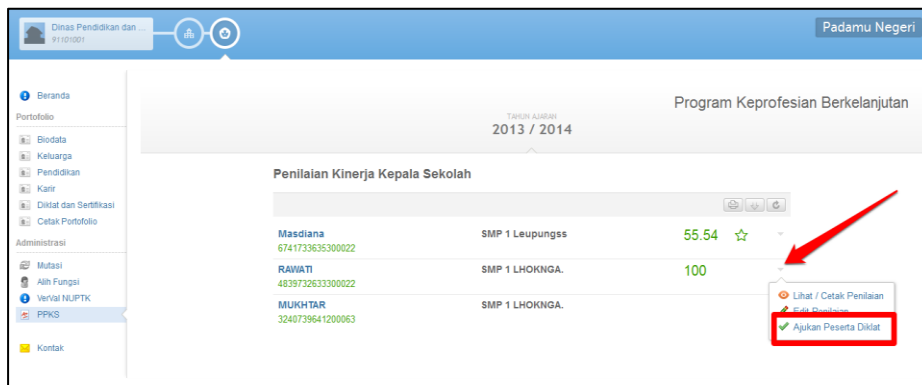 Dinas Pendidikan dan ...
91101001
Padamu Negeri
Beranda
Portofolio
Biodata
Keluarga
Pendidikan
Karir
Diklat dan Sertifikasi
Cetak Portofolio
Administrasi
Mutasi
Alih Fungsi
VerVal NUPTK
PPKS
Kontak
Program Keprofesian Berkelanjutan
TAHUN AJARAN
2013 / 2014
Penilaian Kinerja Kepala Sekolah
Masdiana SMP 1 Leupungss 55.54
6741733635300022
RAWATI SMP 1 LHOKNGA. 100
4839732633300022
MUKHTAR SMP 1 LHOKNGA.
3240739641200063
Lihat / Cetak Penilaian
Edit Penilaian
Ajukan Peserta Diklat